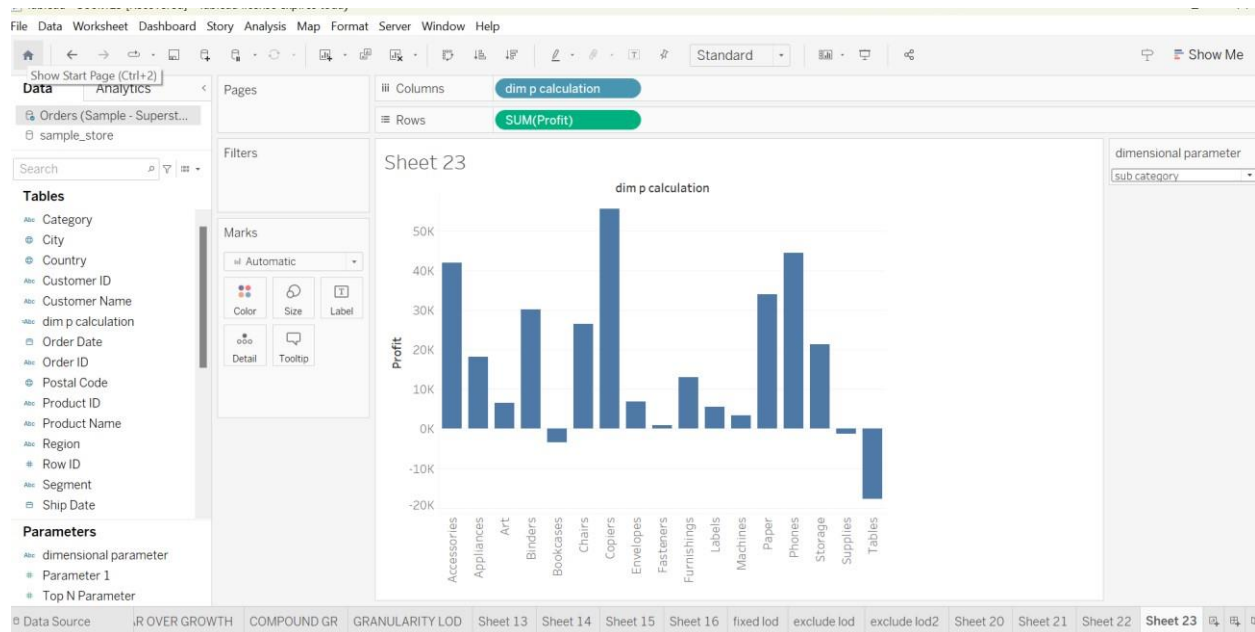 File Data Worksheet Dashboard Story Analysis Map Format Server Window Help
Standard
Show Me
Show Start Page (Ctrl+2)
Data Analytics
Orders (Sample - Superst...
sample_store
Search
Tables
Category
City
Country
Customer ID
Customer Name
dim p calculation
Order Date
Order ID
Postal Code
Product ID
Product Name
Region
Row ID
Segment
Ship Date
Parameters
dimensional parameter
Parameter 1
Top N Parameter
Pages
Filters
Marks
Automatic
Color Size Label
Detail Tooltip
Columns dim p calculation
Rows SUM(Profit)
Sheet 23
dim p calculation
Profit
50K
40K
30K
20K
10K
0K
-10K
-20K
Accessories
Appliances
Art
Binders
Bookcases
Chairs
Copiers
Envelopes
Fasteners
Furnishings
Labels
Machines
Paper
Phones
Storage
Supplies
Tables
dimensional parameter
sub category
Data Source R OVER GROWTH COMPOUND GR GRANULARITY LOD Sheet 13 Sheet 14 Sheet 15 Sheet 16 fixed lod exclude lod exclude lod2 Sheet 20 Sheet 21 Sheet 22 Sheet 23